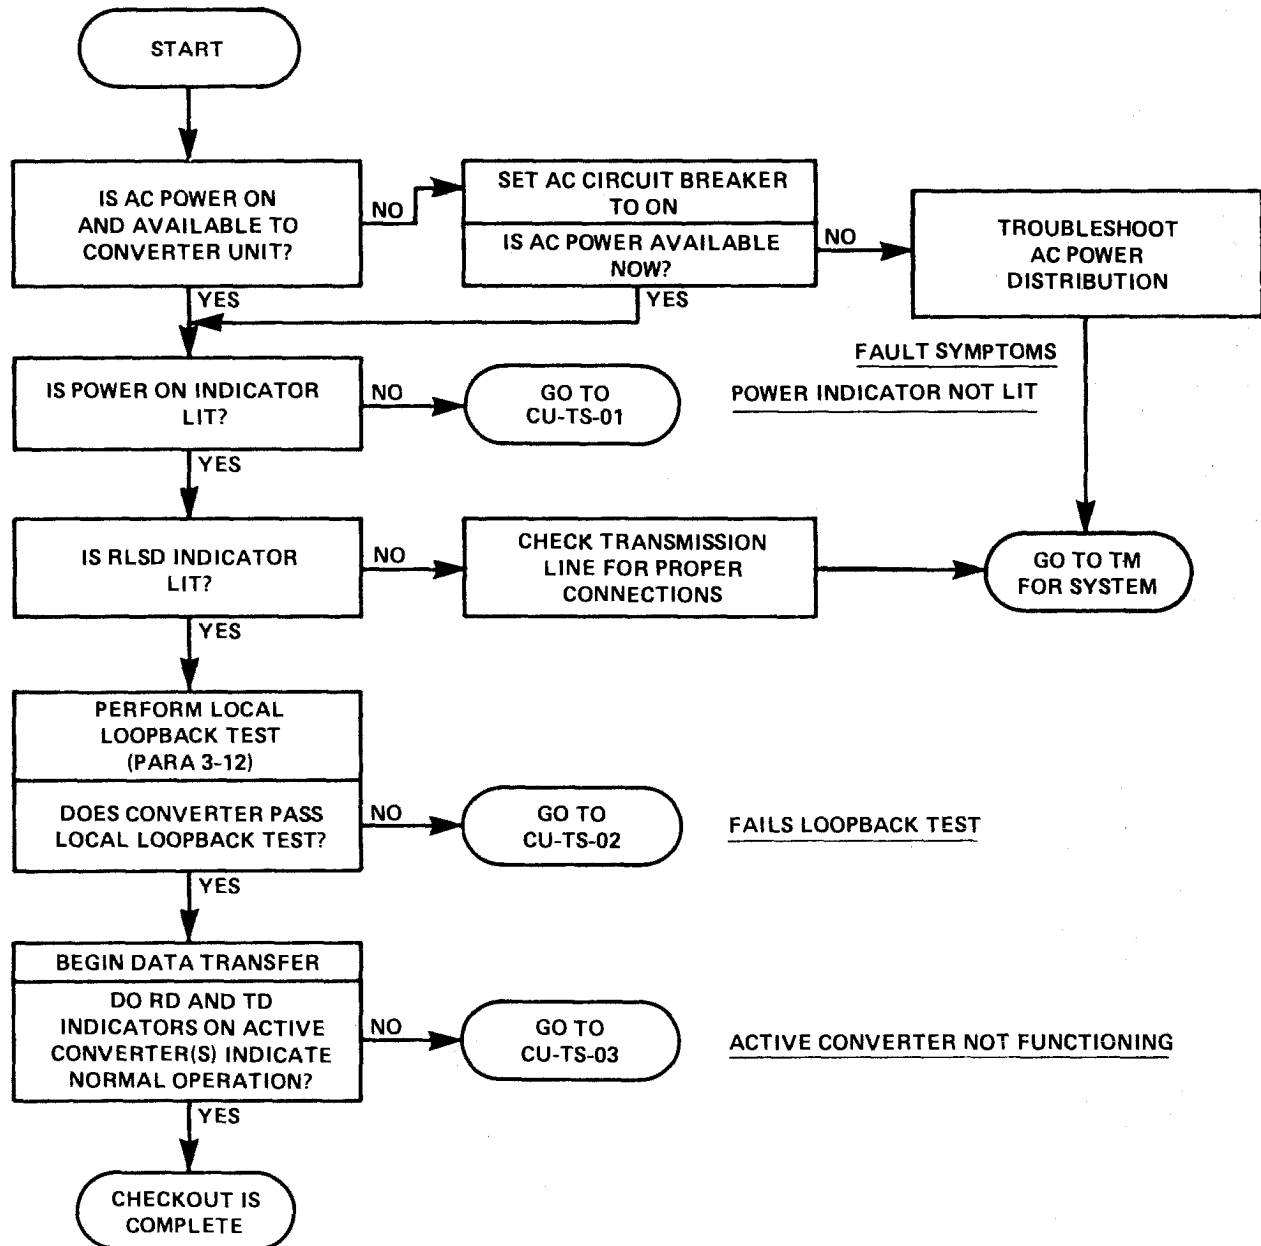 START
IS AC POWER ON
AND AVAILABLE TO
CONVERTER UNIT?
NO
SET AC CIRCUIT BREAKER
TO ON
IS AC POWER AVAILABLE
NOW?
NO
TROUBLESHOOT
AC POWER
DISTRIBUTION
YES
YES
FAULT SYMPTOMS
IS POWER ON INDICATOR
LIT?
NO
GO TO
CU-TS-01
POWER INDICATOR NOT LIT
YES
IS RLSD INDICATOR
LIT?
NO
CHECK TRANSMISSION
LINE FOR PROPER
CONNECTIONS
GO TO TM
FOR SYSTEM
YES
PERFORM LOCAL
LOOPBACK TEST
(PARA 3-12)
DOES CONVERTER PASS
LOCAL LOOPBACK TEST?
NO
GO TO
CU-TS-02
FAILS LOOPBACK TEST
YES
BEGIN DATA TRANSFER
DO RD AND TD
INDICATORS ON ACTIVE
CONVERTER(S) INDICATE
NORMAL OPERATION?
NO
GO TO
CU-TS-03
ACTIVE CONVERTER NOT FUNCTIONING
YES
CHECKOUT IS
COMPLETE